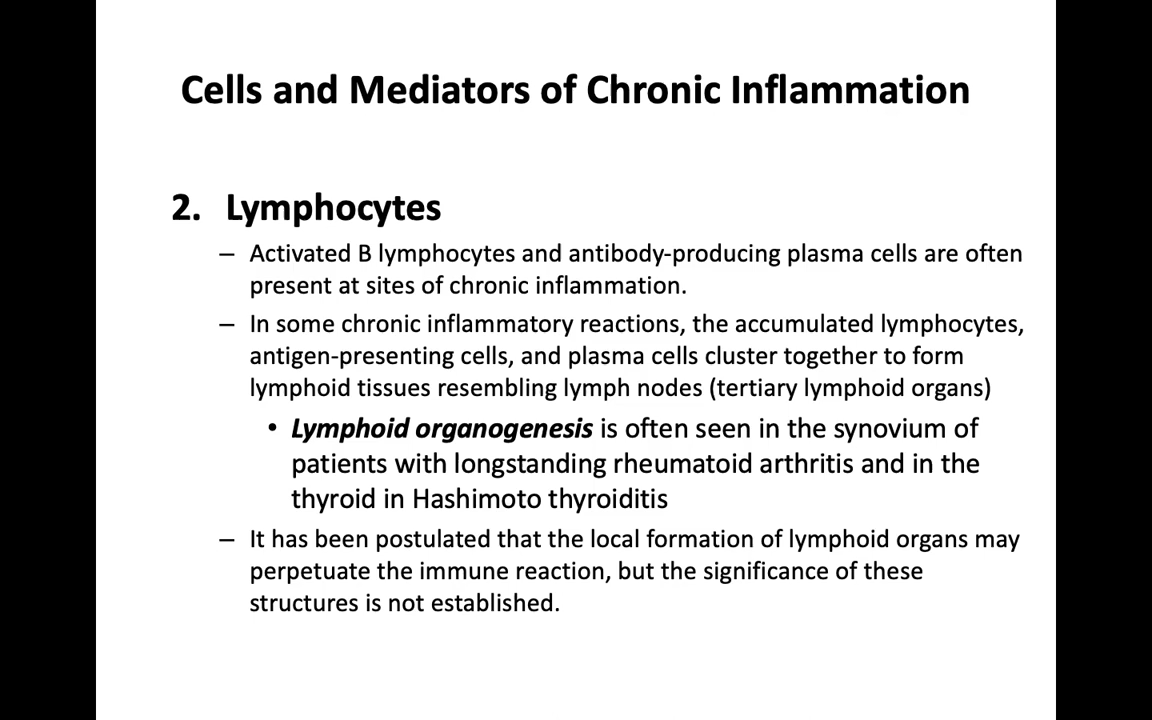 Cells and Mediators of Chronic Inflammation
2. Lymphocytes
– Activated B lymphocytes and antibody-producing plasma cells are often
present at sites of chronic inflammation.
– In some chronic inflammatory reactions, the accumulated lymphocytes,
antigen-presenting cells, and plasma cells cluster together to form
lymphoid tissues resembling lymph nodes (tertiary lymphoid organs)
• Lymphoid organogenesis is often seen in the synovium of
patients with longstanding rheumatoid arthritis and in the
thyroid in Hashimoto thyroiditis
– It has been postulated that the local formation of lymphoid organs may
perpetuate the immune reaction, but the significance of these
structures is not established.